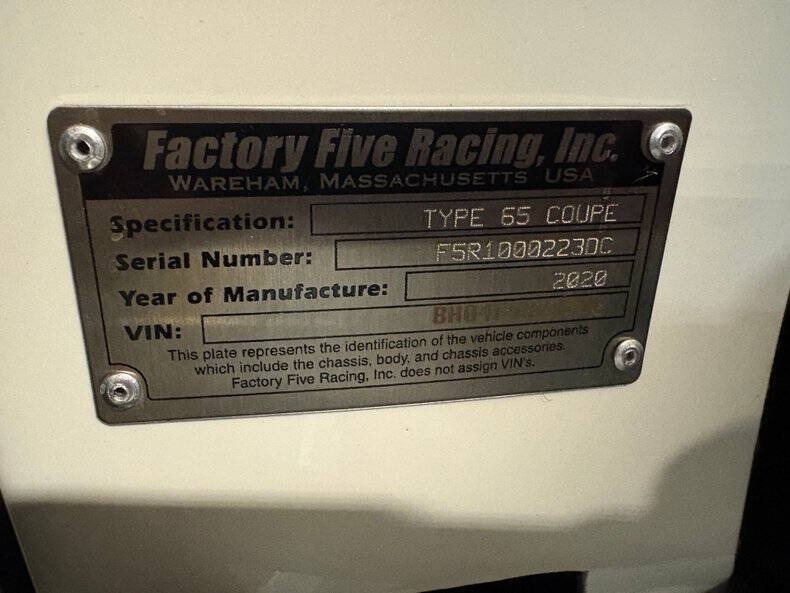 Factory Five Racing, Inc.
WAREHAM, MASSACHUSETTS USA
Specification: TYPE 65 COUPE
Serial Number: F5R1000223DC
Year of Manufacture: 2020
VIN:
This plate represents the identification of the vehicle components
which include the chassis, body, and chassis accessories.
Factory Five Racing, Inc. does not assign VIN's.